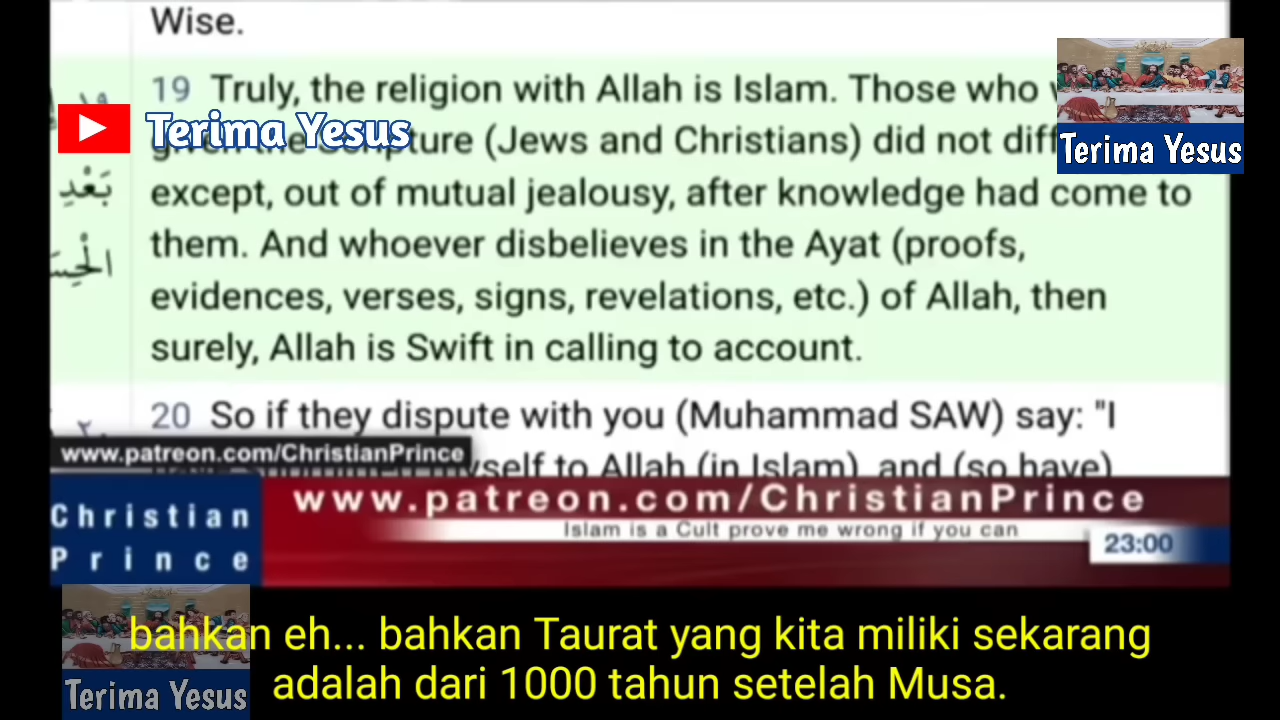 Wise.
19 Truly, the religion with Allah is Islam. Those who
Terima Yesus
Terima Yesus
(Jews and Christians) did not
بَعْدِ
except, out of mutual jealousy, after knowledge had come to
them. And whoever disbelieves in the Ayat (proofs,
evidences, verses, signs, revelations, etc.) of Allah, then
surely, Allah is Swift in calling to account.
20 So if they dispute with you (Muhammad SAW) say: "I
www.patreon.com/ChristianPrince
to Allah (in Islam), and (so have)
www.patreon.com/ChristianPrince
Christian
Prince
Islam is a Cult prove me wrong if you can
23:00
bahkan eh... bahkan Taurat yang kita miliki sekarang
adalah dari 1000 tahun setelah Musa.
Terima Yesus